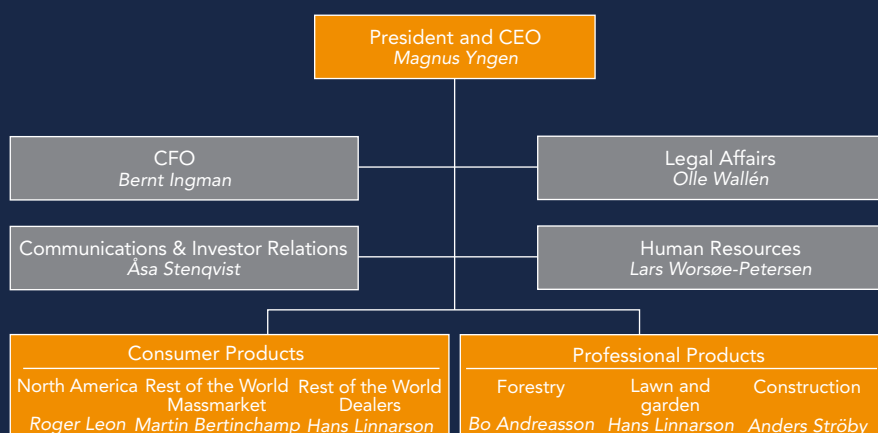 President and CEO
Magnus Yngen
CFO
Bernt Ingman
Legal Affairs
Olle Wallén
Communications & Investor Relations
Åsa Stenqvist
Human Resources
Lars Worsøe-Petersen
Consumer Products
North America
Roger Leon
Rest of the World
Massmarket
Martin Bertinchamp
Rest of the World
Dealers
Hans Linnarson
Professional Products
Forestry
Bo Andreasson
Lawn and
garden
Hans Linnarson
Construction
Anders Ströby